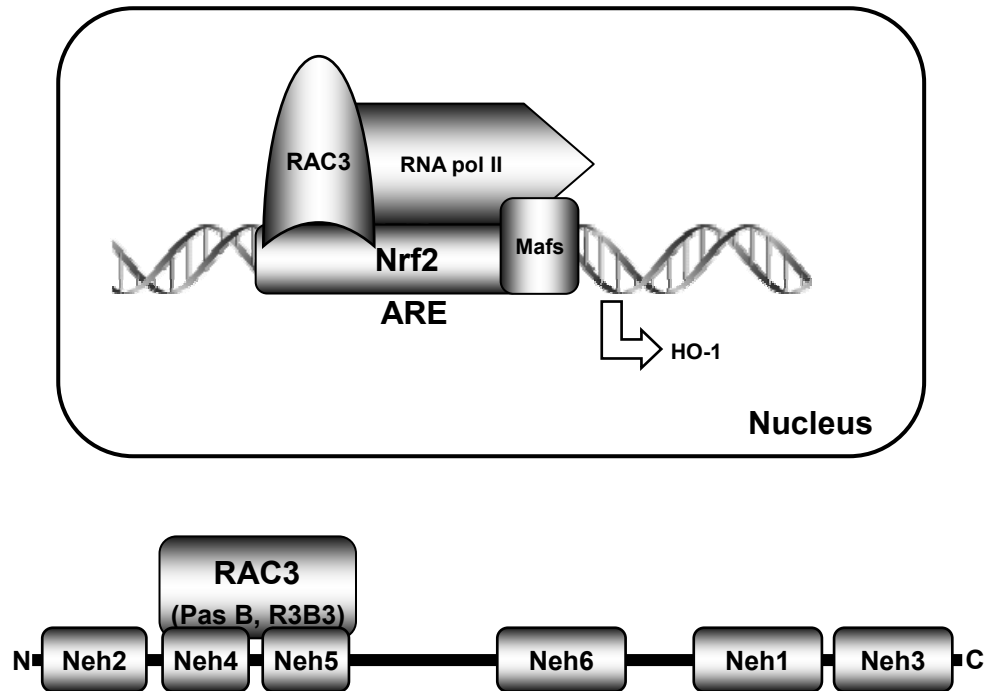 RAC3
RNA pol II
Nrf2
Mafs
ARE
HO-1
Nucleus
RAC3
(Pas B, R3B3)
N Neh2 Neh4 Neh5 Neh6 Neh1 Neh3 C